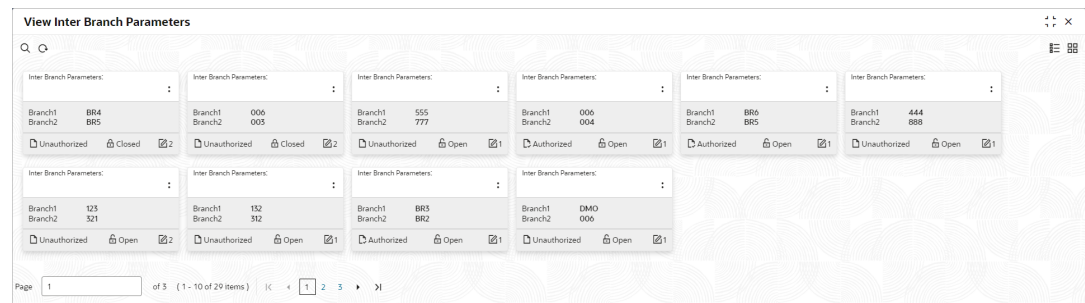 View Inter Branch Parameters
Inter Branch Parameters: Inter Branch Parameters: Inter Branch Parameters: Inter Branch Parameters: Inter Branch Parameters: Inter Branch Parameters:
Branch1 BR4 Branch1 006 Branch1 555 Branch1 006 Branch1 BR6 Branch1 444
Branch2 BR5 Branch2 003 Branch2 777 Branch2 004 Branch2 BR5 Branch2 888
Unauthorized Closed 2 Unauthorized Closed 2 Unauthorized Open 1 Authorized Open 1 Authorized Open 1 Unauthorized Open 1
Inter Branch Parameters: Inter Branch Parameters: Inter Branch Parameters: Inter Branch Parameters:
Branch1 123 Branch1 132 Branch1 BR3 Branch1 DMO
Branch2 321 Branch2 312 Branch2 BR2 Branch2 006
Unauthorized Open 2 Unauthorized Open 1 Authorized Open 1 Unauthorized Open 1
Page 1 of 3 (1 - 10 of 29 items) 1 2 3